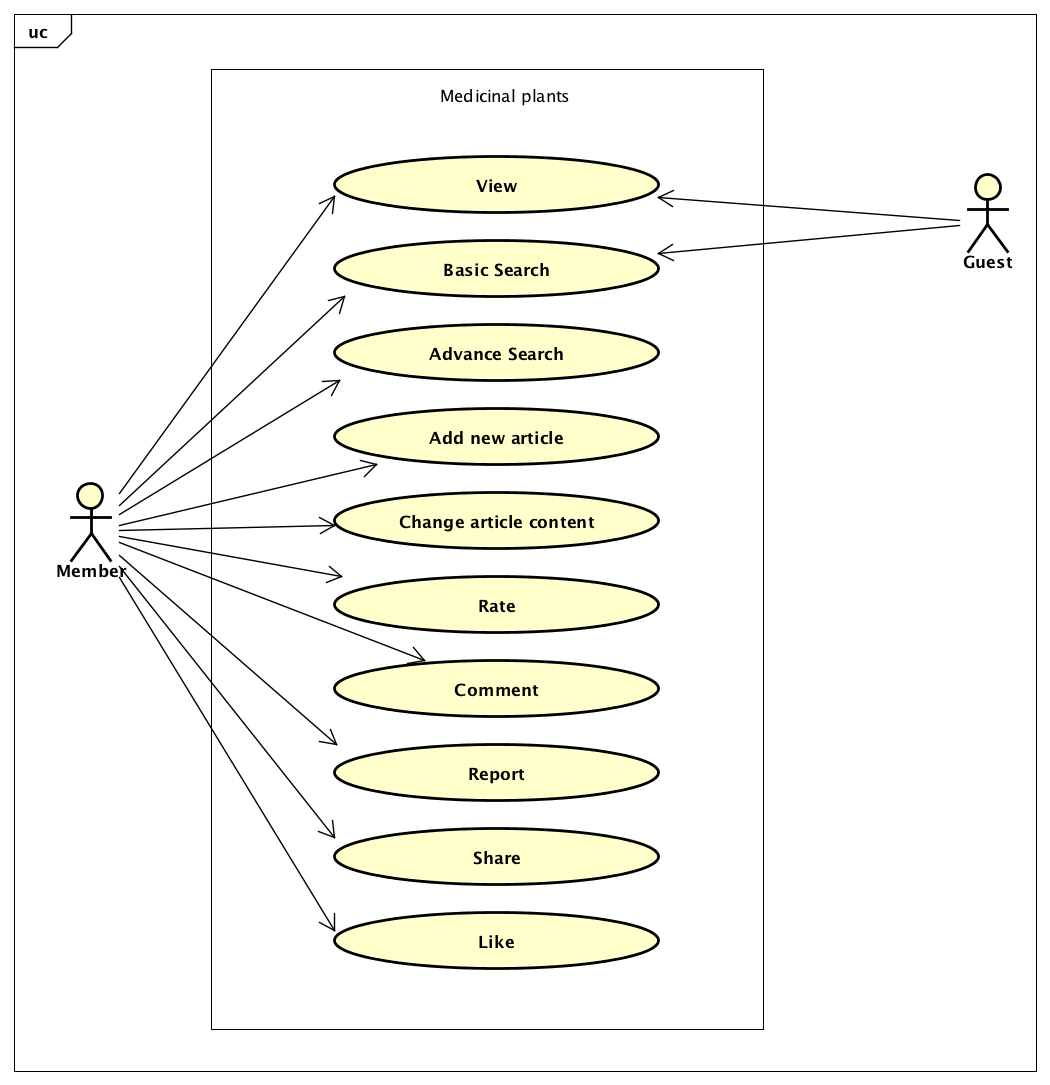 uc
Medicinal plants
View
Basic Search
Guest
Advance Search
Add new article
Change article content
Member
Rate
Comment
Report
Share
Like